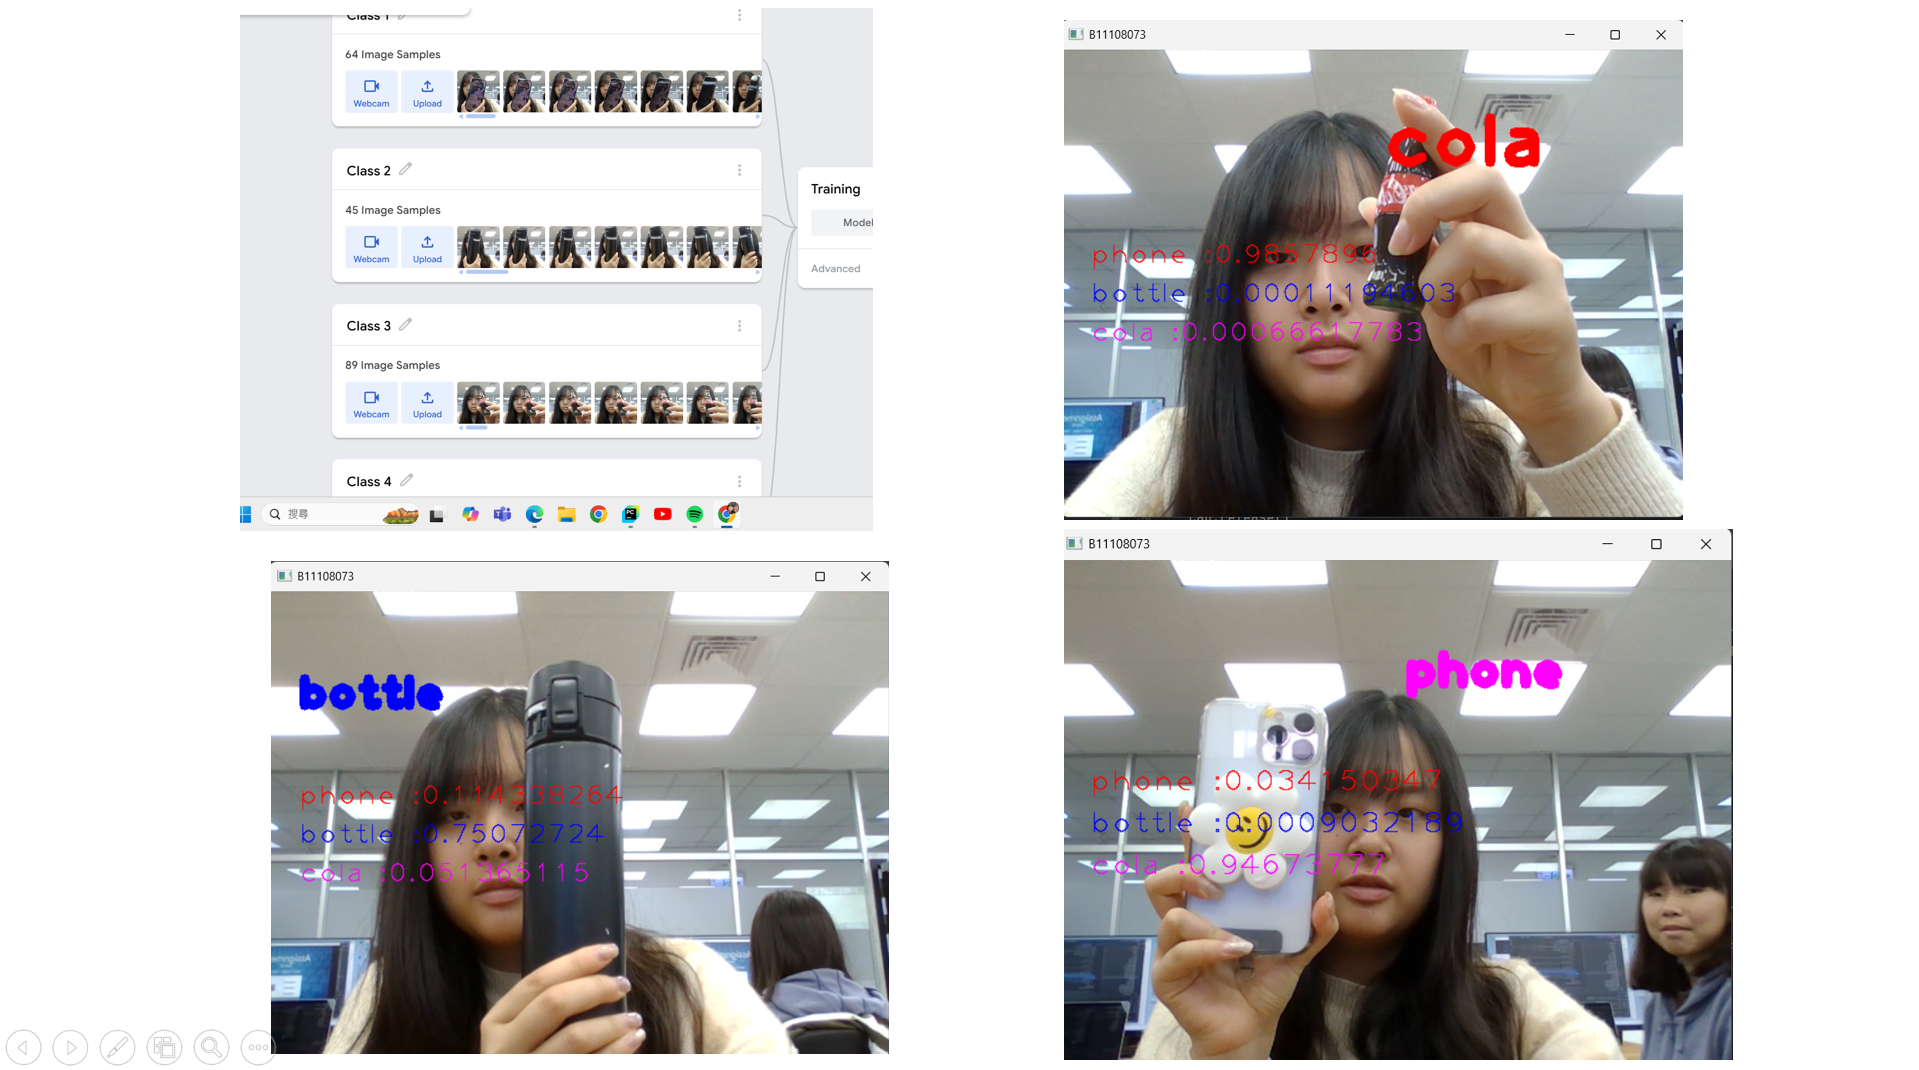 Class 1
64 Image Samples
Webcam
Upload
Class 2
45 Image Samples
Webcam
Upload
Class 3
89 Image Samples
Webcam
Upload
Class 4
Training
Model
Advanced
搜尋
B11108073
cola
phone :0.9857896
bottle :0.00011194603
cola :0.00066617783
B11108073
bottle
phone :0.114338264
bottle :0.75072724
cola :0.051365115
B11108073
phone
phone :0.034150347
bottle :0.0009032189
cola :0.94673777